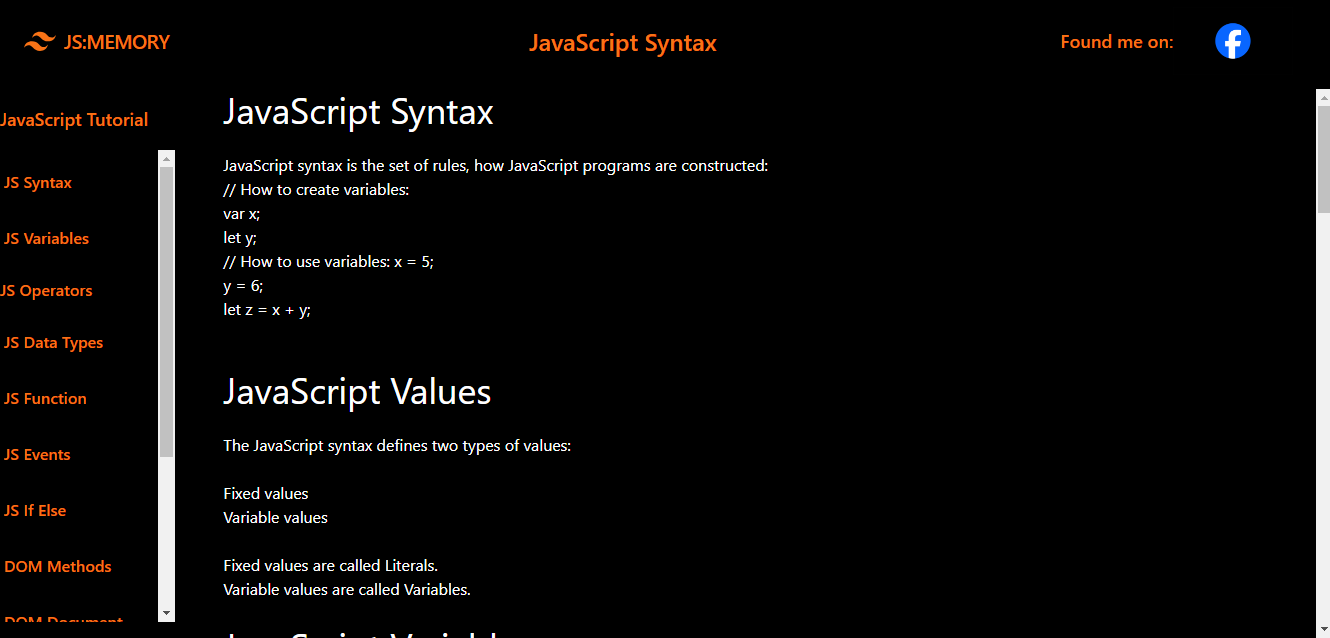 JS:MEMORY
JavaScript Syntax
Found me on:
JavaScript Tutorial
JS Syntax
JS Variables
JS Operators
JS Data Types
JS Function
JS Events
JS If Else
DOM Methods
DOM Document
JavaScript Syntax
JavaScript syntax is the set of rules, how JavaScript programs are constructed:
// How to create variables:
var x;
let y;
// How to use variables: x = 5;
y = 6;
let z = x + y;
JavaScript Values
The JavaScript syntax defines two types of values:
Fixed values
Variable values
Fixed values are called Literals.
Variable values are called Variables.